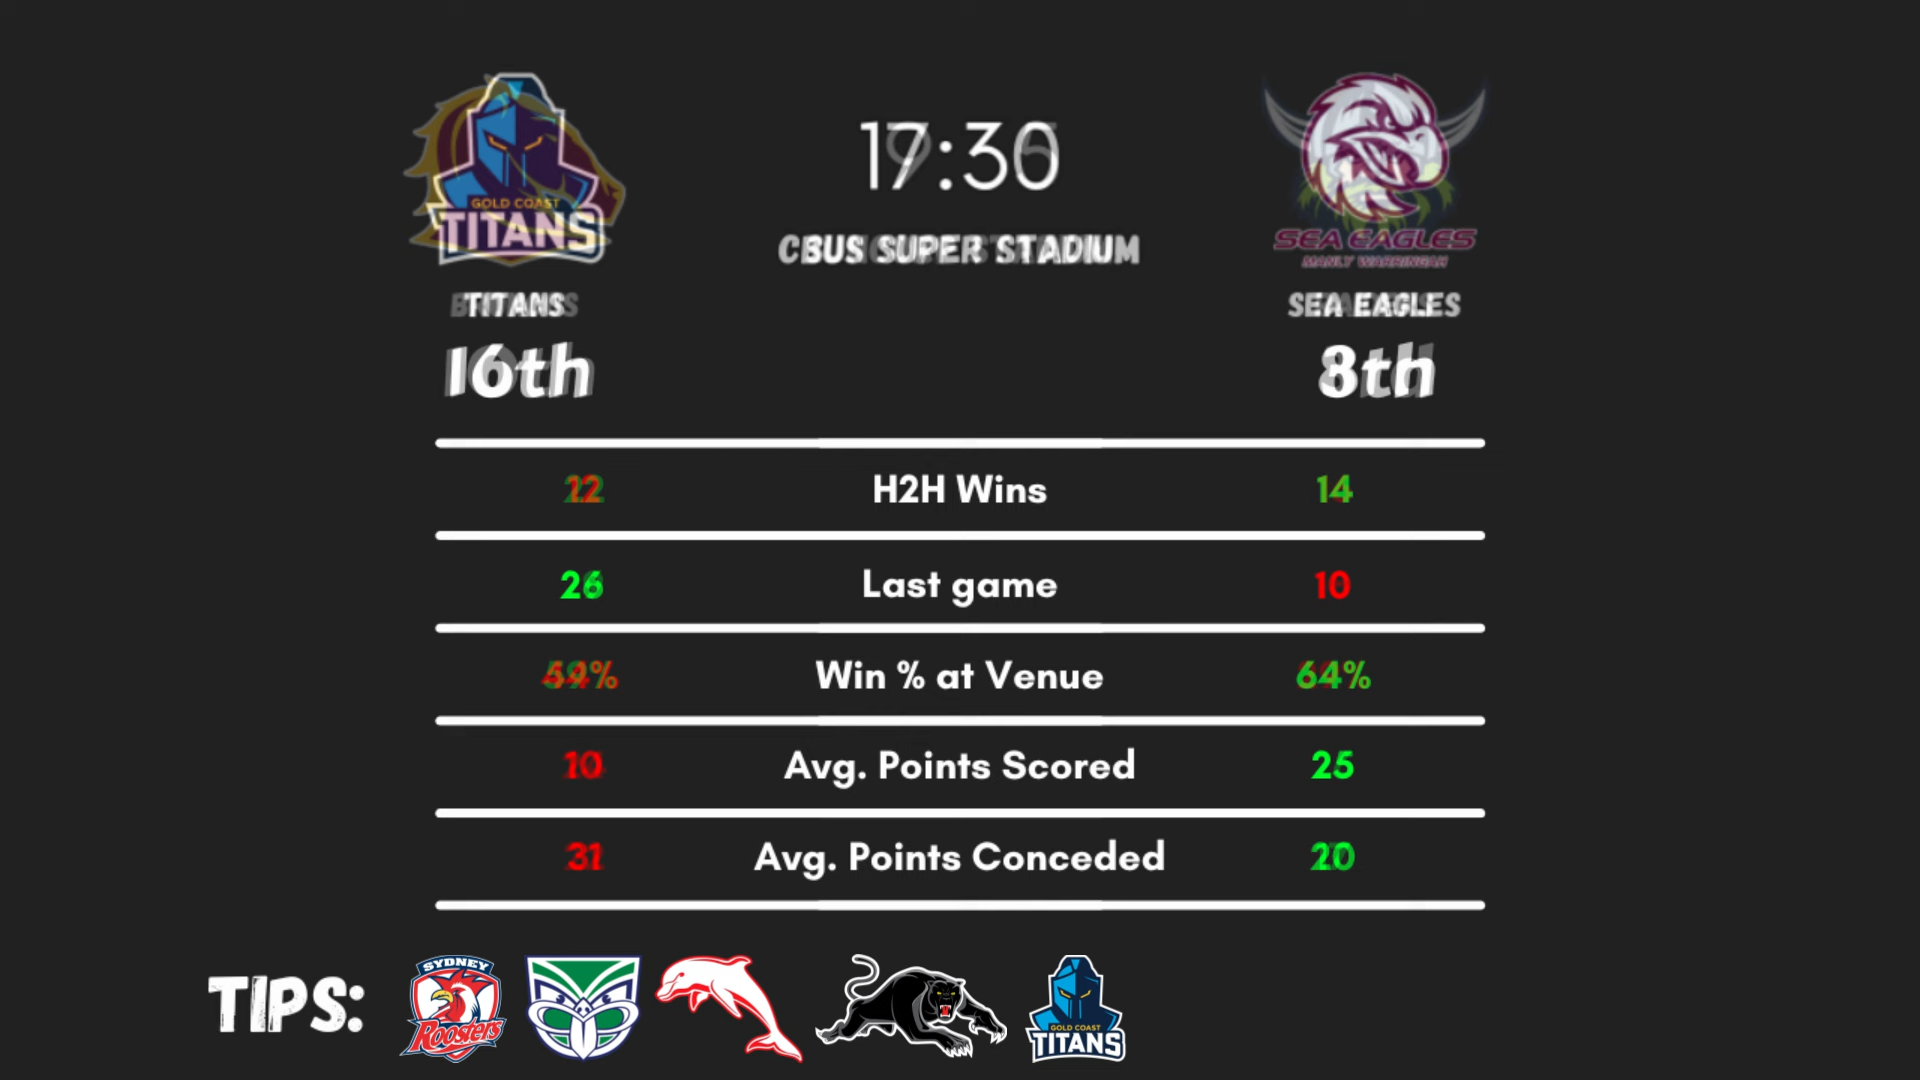 GOLD COAST
TITANS
17:30
SEA EAGLES
MANLY WARRINGAH
CBUS SUPER STADIUM
TITANS
SEA EAGLES
16th
8th
H2H Wins
14
26
Last game
10
Win % at Venue
64%
10
Avg. Points Scored
25
31
Avg. Points Conceded
20
TIPS:
SYDNEY
Roosters
GOLD COAST
TITANS